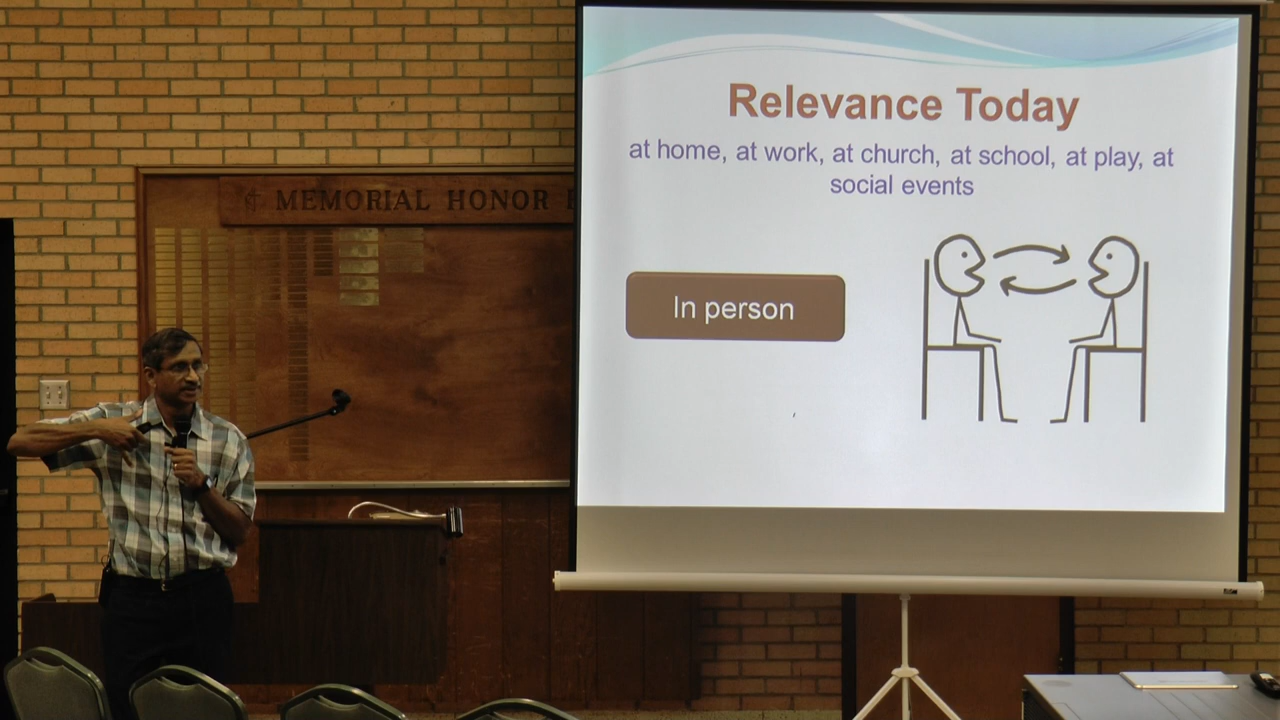 Relevance Today
at home, at work, at church, at school, at play, at
social events
MEMORIAL HONOR
In person